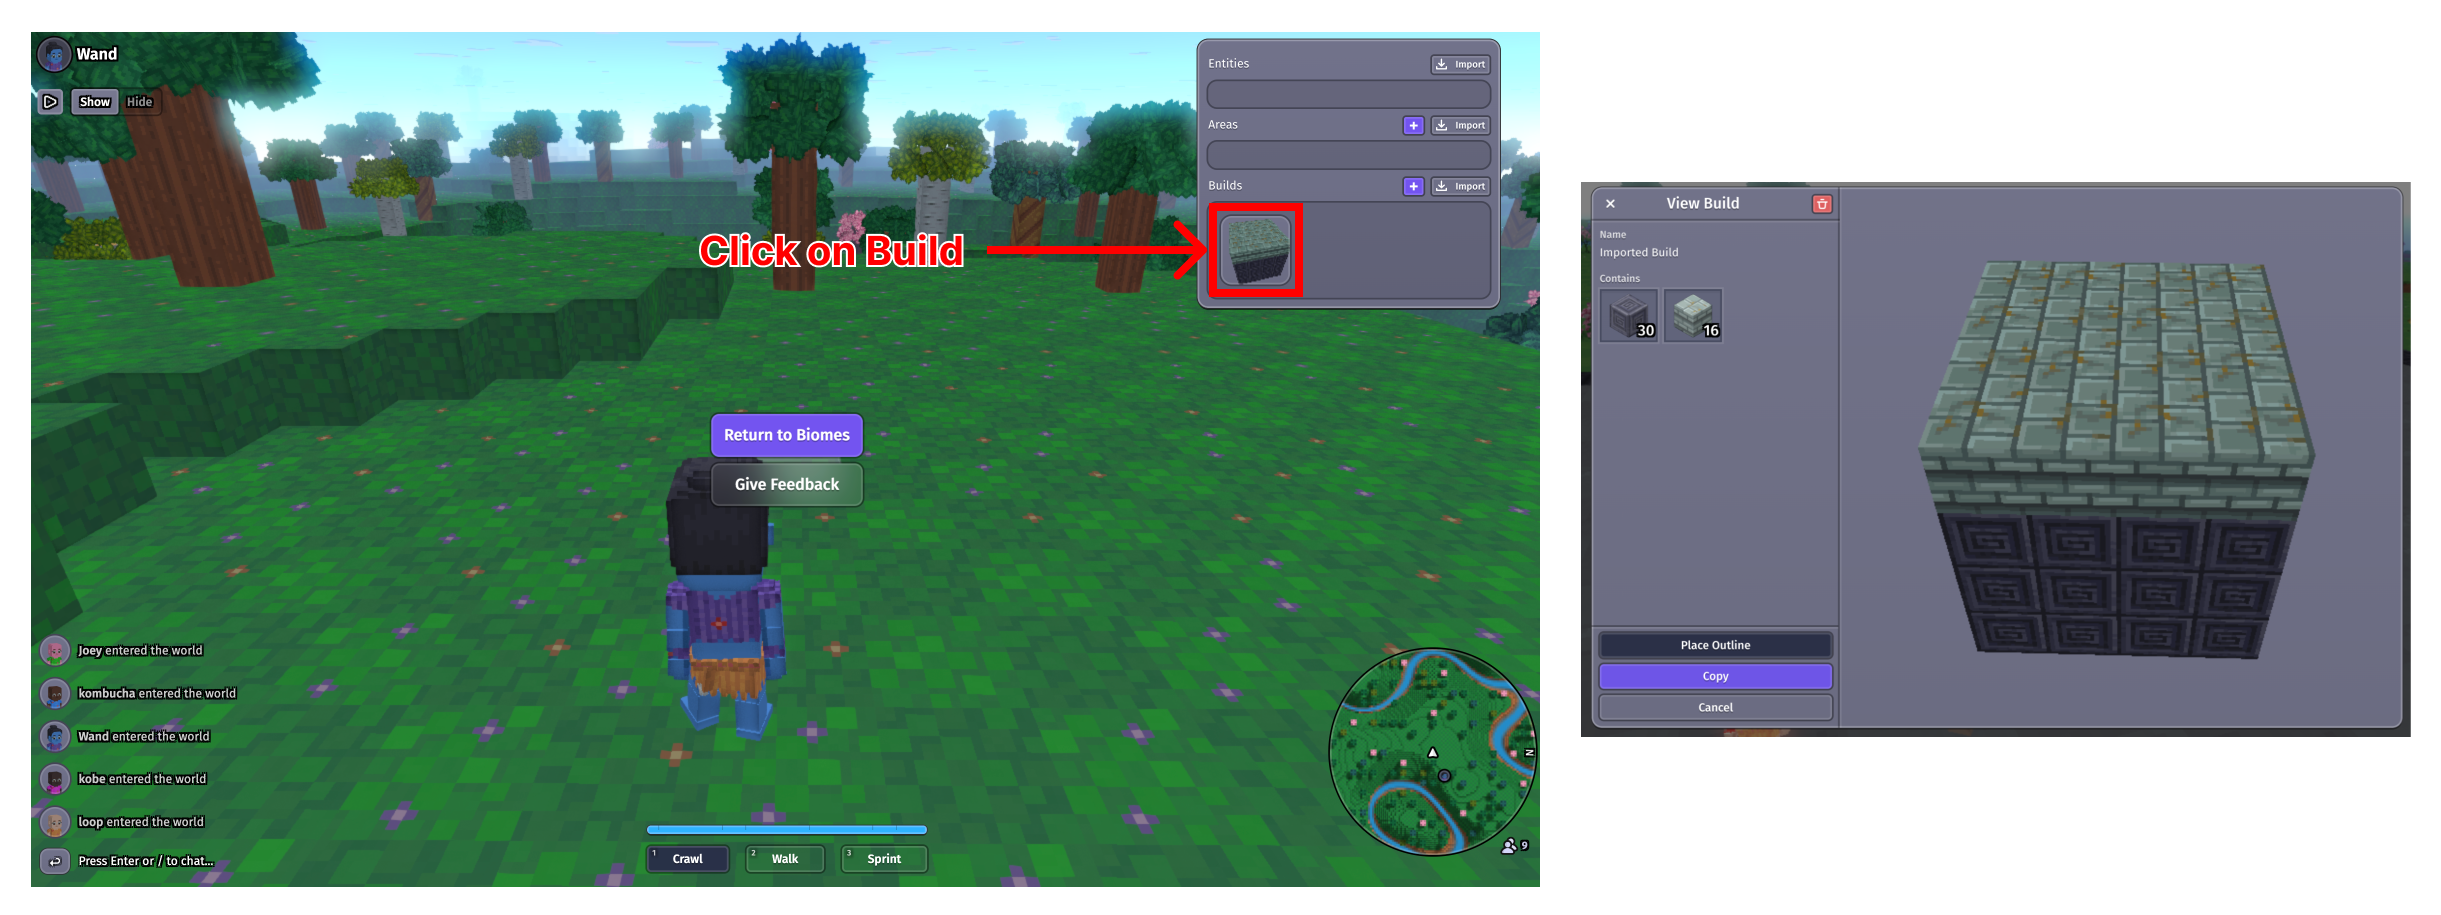 Wand
Show Hide
Entities Import
Areas + Import
Builds + Import
Click on Build
Return to Biomes
Give Feedback
Joey entered the world
kombucha entered the world
Wand entered the world
kobe entered the world
loop entered the world
Press Enter or / to chat...
1 Crawl 2 Walk 3 Sprint
N
9
× View Build
Name
Imported Build
Contains
30 16
Place Outline
Copy
Cancel